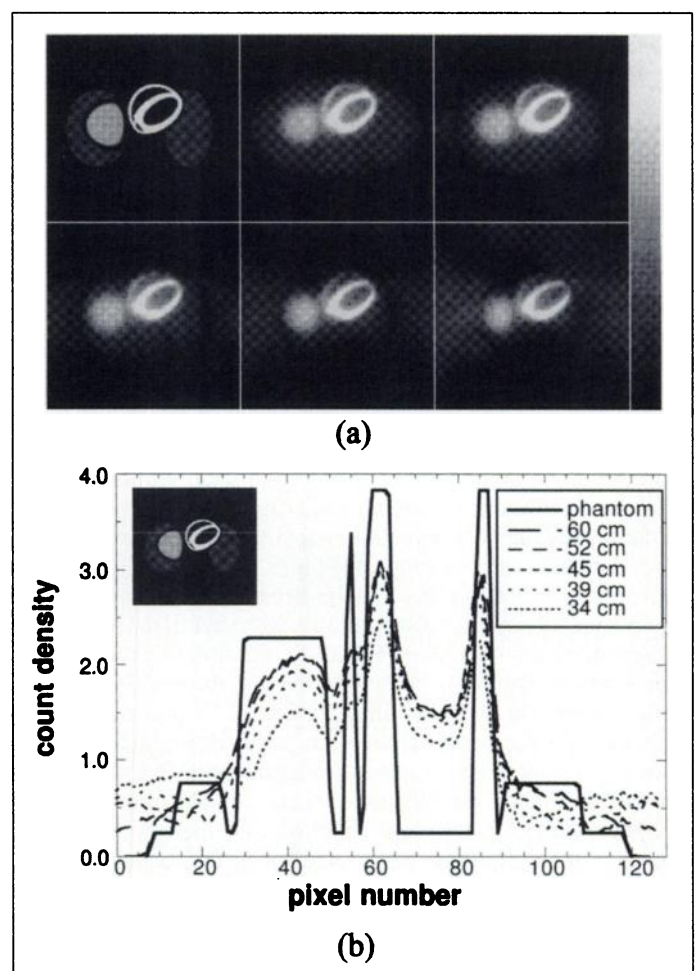 (a)
4.0
3.0
2.0
1.0
0.0
count density
phantom
60 cm
52 cm
45 cm
39 cm
34 cm
0 20 40 60 80 100 120
pixel number
(b)